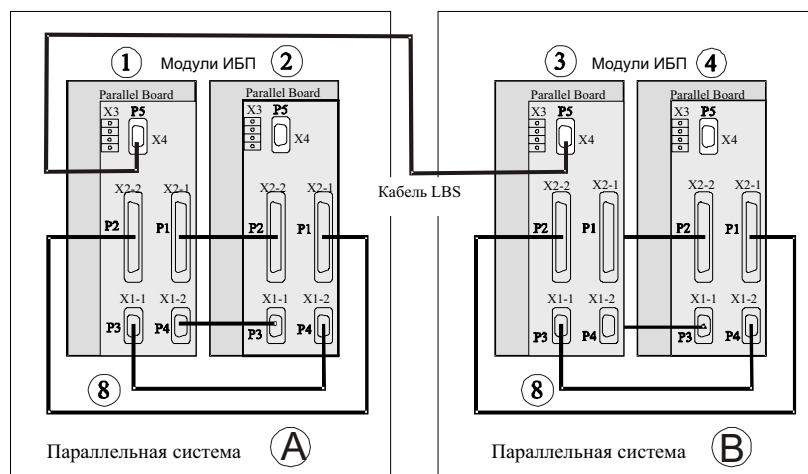 1 Модули ИБП 2
3 Модули ИБП 4
Parallel Board
Parallel Board
Parallel Board
Parallel Board
X3 P5
X3 P5
X3 P5
X3 P5
X4
X4
X4
X4
Кабель LBS
X2-2 X2-1
X2-2 X2-1
X2-2 X2-1
X2-2 X2-1
P2 P1
P2 P1
P2 P1
P2 P1
X1-1 X1-2
X1-1 X1-2
X1-1 X1-2
X1-1 X1-2
P3 P4
P3 P4
P3 P4
P3 P4
8
8
Параллельная система A
Параллельная система B